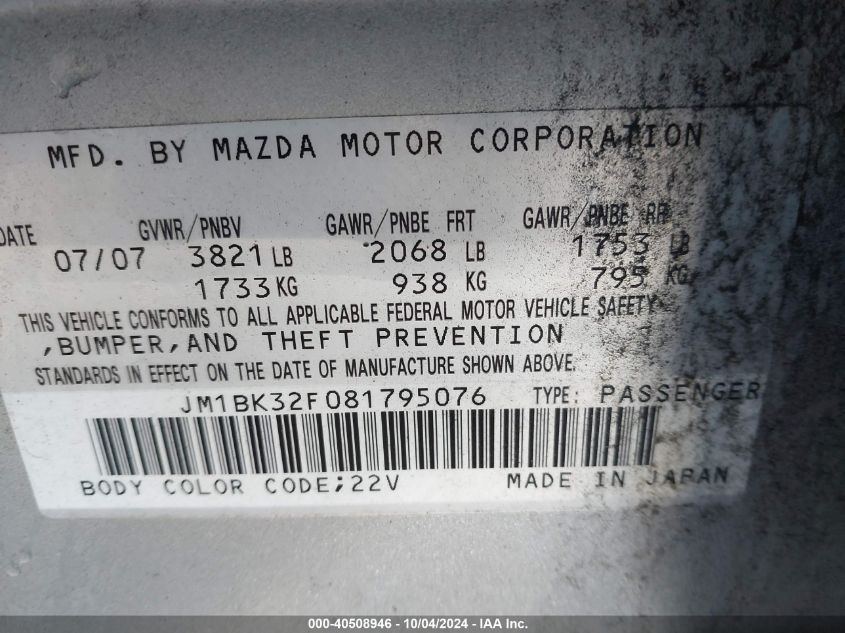 MFD. BY MAZDA MOTOR CORPORATION
DATE GVWR/PNBV GAWR/PNBE FRT GAWR/PNBE RR
07/07 3821 LB 2068 LB 1753 LB
1733 KG 938 KG 795 KG
THIS VEHICLE CONFORMS TO ALL APPLICABLE FEDERAL MOTOR VEHICLE SAFETY
,BUMPER,AND THEFT PREVENTION
STANDARDS IN EFFECT ON THE DATE OF MANUFACTURE SHOWN ABOVE.
JM1BK32F081795076 TYPE: PASSENGER
BODY COLOR CODE;22V MADE IN JAPAN
000-40508946 - 10/04/2024 - IAA Inc.